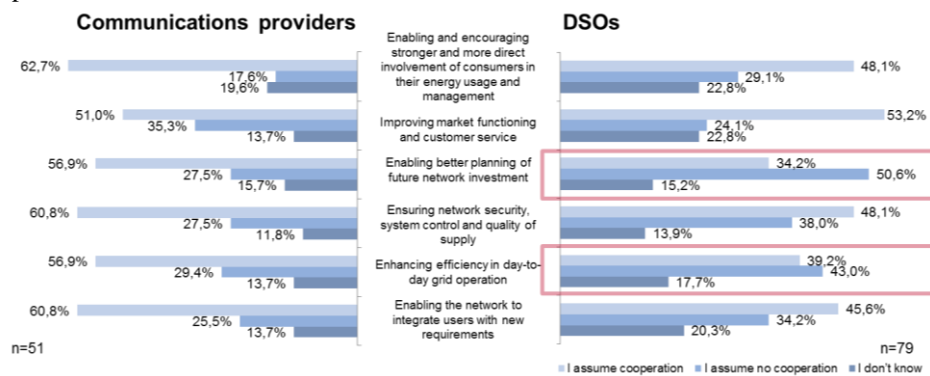 Communications providers
DSOs
Enabling and encouraging
stronger and more direct
involvement of consumers in
their energy usage and
management
62,7%
17,6%
19,6%
48,1%
29,1%
22,8%
Improving market functioning
and customer service
51,0%
35,3%
13,7%
53,2%
24,1%
22,8%
Enabling better planning of
future network investment
56,9%
27,5%
15,7%
34,2%
50,6%
15,2%
Ensuring network security,
system control and quality of
supply
60,8%
27,5%
11,8%
48,1%
38,0%
13,9%
Enhancing efficiency in day-to-
day grid operation
56,9%
29,4%
13,7%
39,2%
43,0%
17,7%
Enabling the network to
integrate users with new
requirements
60,8%
25,5%
13,7%
45,6%
34,2%
20,3%
n=51
n=79
I assume cooperation
I assume no cooperation
I don't know